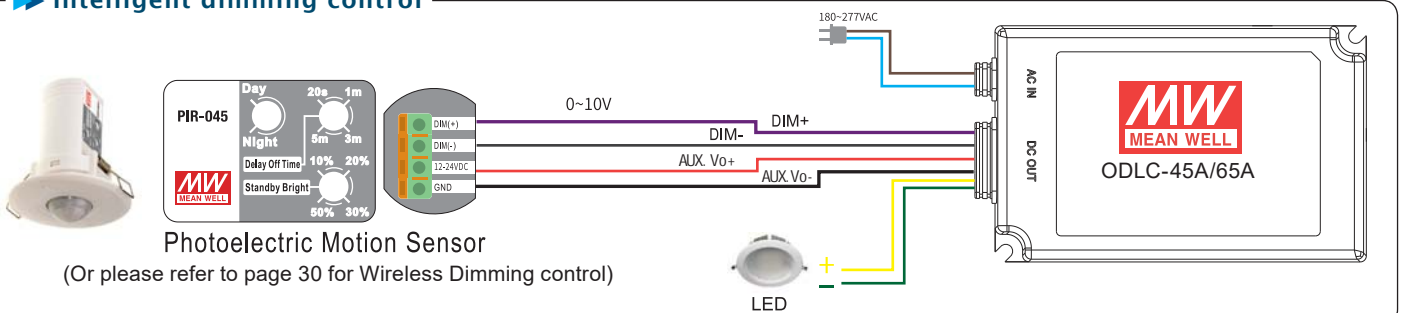 Intelligent dimming control
180~277VAC
PIR-045
Day
Night
20s 1m
5m 3m
Delay Off Time
10% 20%
Standby Bright
50% 30%
MW
MEAN WELL
DIM(+)
DIM(-)
12-24VDC
GND
0~10V
DIM+
DIM-
AUX. Vo+
AUX. Vo-
AC IN
DC OUT
MW
MEAN WELL
ODLC-45A/65A
Photoelectric Motion Sensor
(Or please refer to page 30 for Wireless Dimming control)
+
−
LED